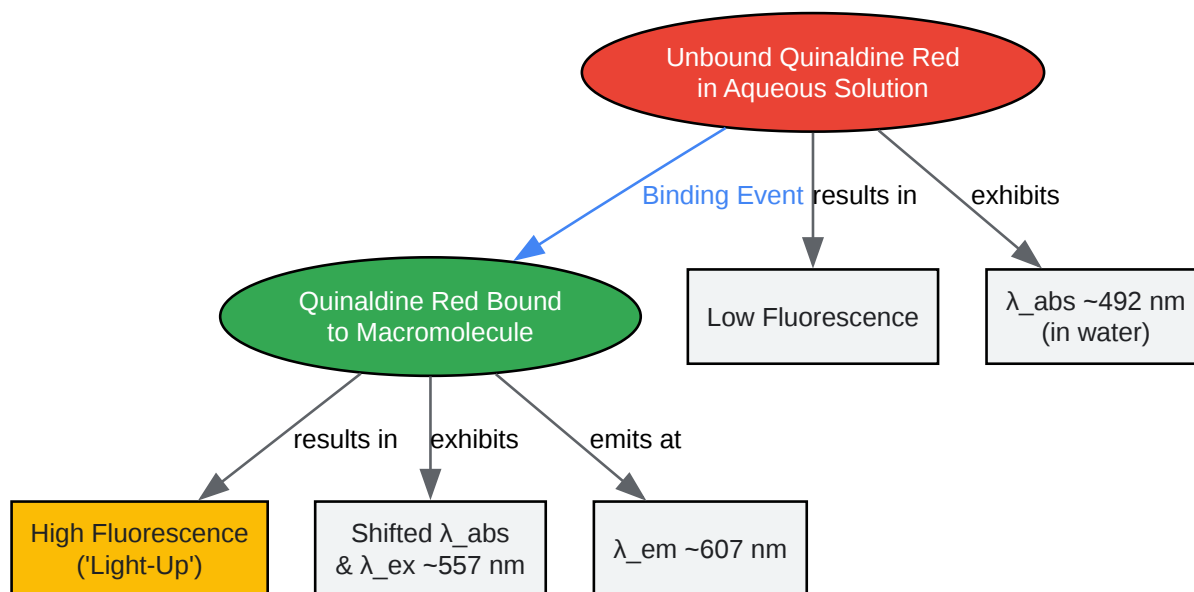 Unbound Quinaldine Red
in Aqueous Solution
Binding Event
results in
exhibits
Quinaldine Red Bound
to Macromolecule
Low Fluorescence
λ_abs ~492 nm
(in water)
results in
exhibits
emits at
High Fluorescence
('Light-Up')
Shifted λ_abs
& λ_ex ~557 nm
λ_em ~607 nm